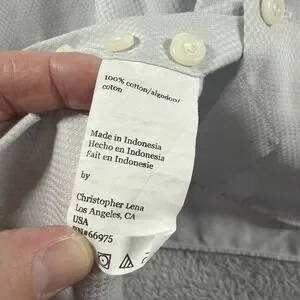 100% cotton/algodon/
coton
Made in Indonesia
Hecho en Indonesia
Fait en Indonesie
by
Christopher Lena
Los Angeles, CA
USA
RN#66975